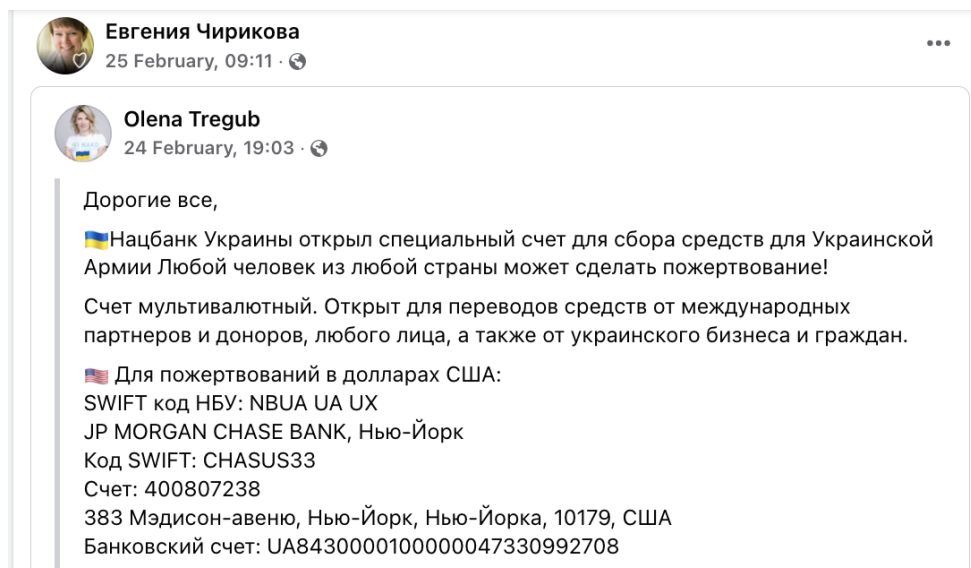 Евгения Чирикова
25 February, 09:11 ·
Olena Tregub
24 February, 19:03 ·
Дорогие все,
🇺🇦Нацбанк Украины открыл специальный счет для сбора средств для Украинской
Армии Любой человек из любой страны может сделать пожертвование!
Счет мультивалютный. Открыт для переводов средств от международных
партнеров и доноров, любого лица, а также от украинского бизнеса и граждан.
🇺🇸 Для пожертвований в долларах США:
SWIFT код НБУ: NBUA UA UX
JP MORGAN CHASE BANK, Нью-Йорк
Код SWIFT: CHASUS33
Счет: 400807238
383 Мэдисон-авеню, Нью-Йорк, Нью-Йорка, 10179, США
Банковский счет: UA843000010000047330992708